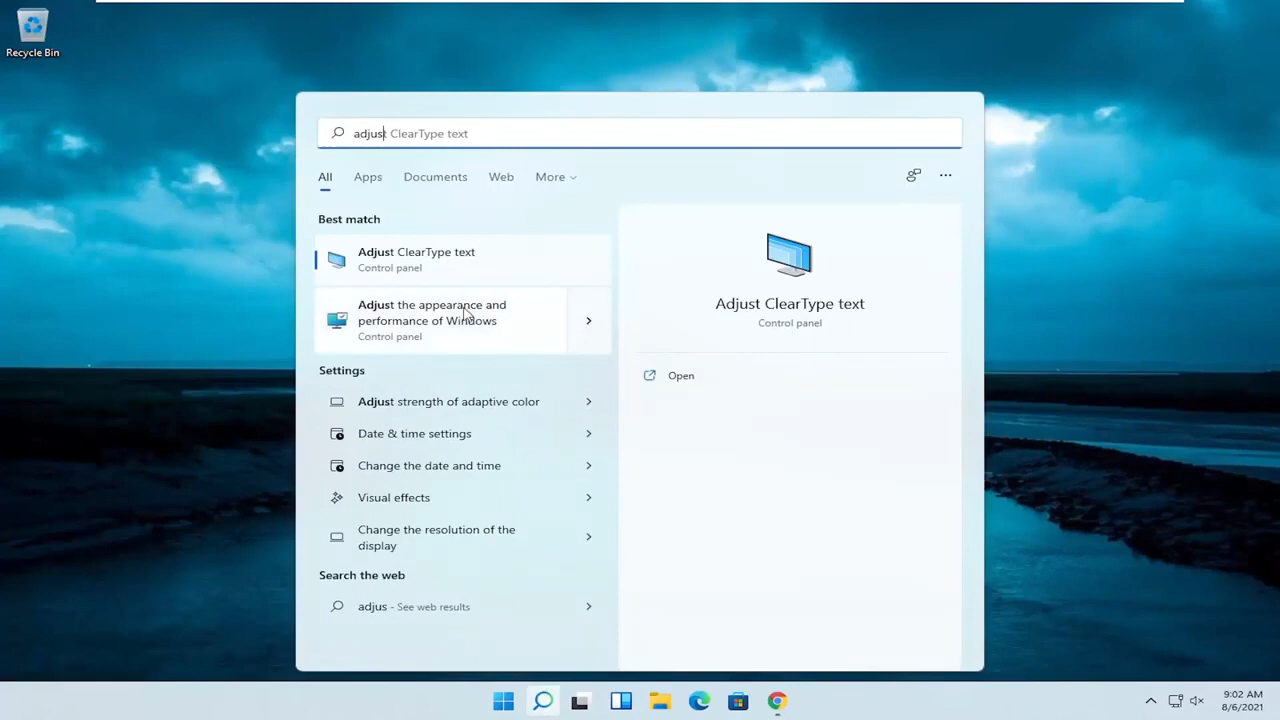 Recycle Bin
adjust ClearType text
All Apps Documents Web More
Best match
Adjust ClearType text
Control panel
Adjust the appearance and
performance of Windows
Control panel
Settings
Adjust strength of adaptive color
Date & time settings
Change the date and time
Visual effects
Change the resolution of the
display
Search the web
adjus - See web results
Adjust ClearType text
Control panel
Open
9:02 AM
8/6/2021